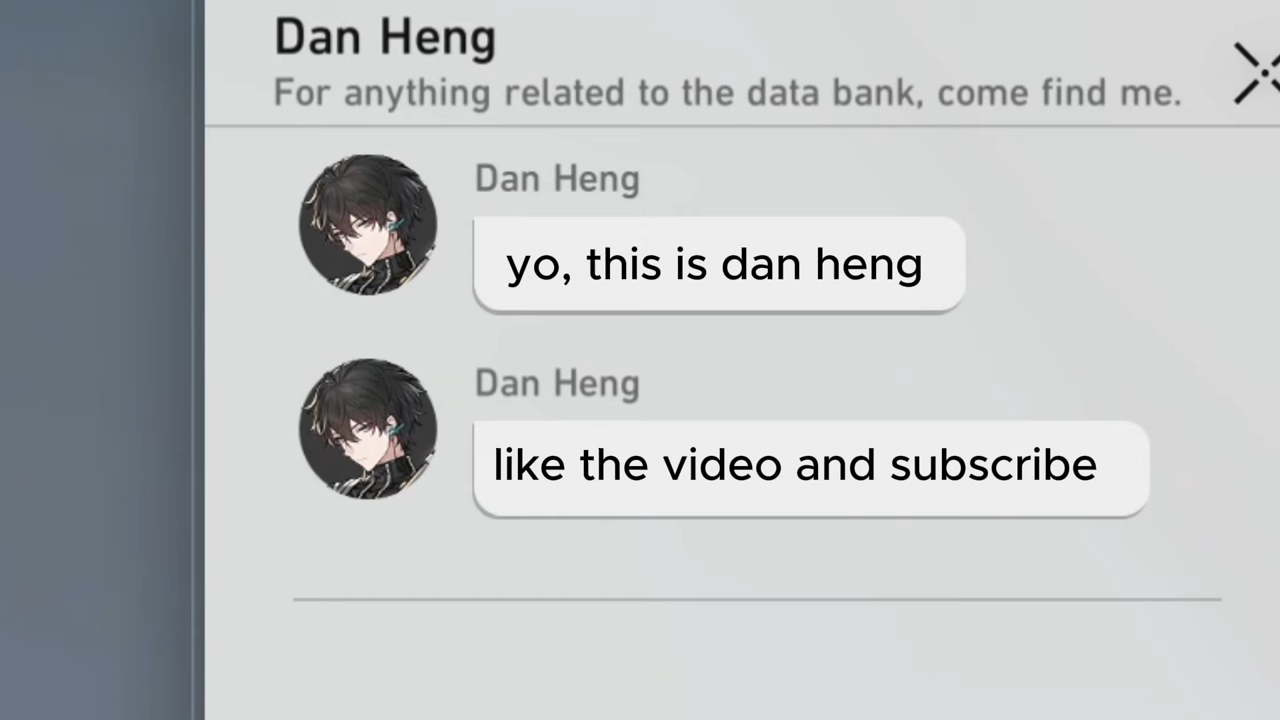 Dan Heng
For anything related to the data bank, come find me.
Dan Heng
yo, this is dan heng
Dan Heng
like the video and subscribe